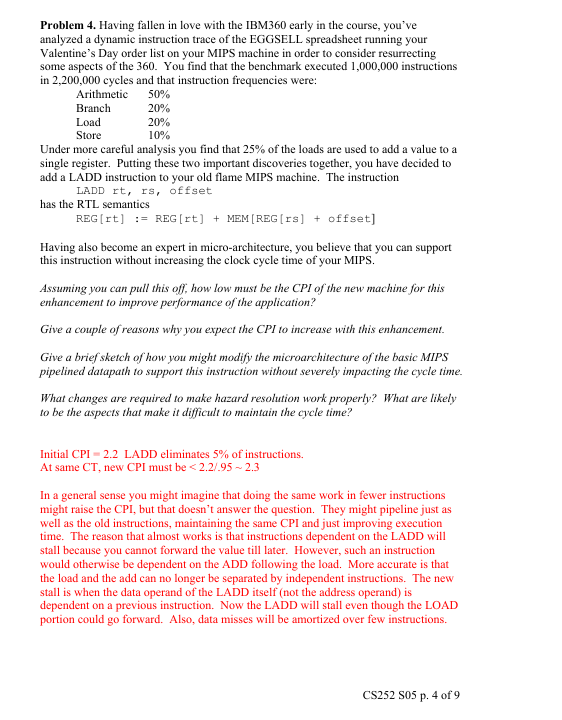 Problem 4. Having fallen in love with the IBM360 early in the course, you've
analyzed a dynamic instruction trace of the EGGSELL spreadsheet running your
Valentine's Day order list on your MIPS machine in order to consider resurrecting
some aspects of the 360. You find that the benchmark executed 1,000,000 instructions
in 2,200,000 cycles and that instruction frequencies were:
Arithmetic 50%
Branch 20%
Load 20%
Store 10%
Under more careful analysis you find that 25% of the loads are used to add a value to a
single register. Putting these two important discoveries together, you have decided to
add a LADD instruction to your old flame MIPS machine. The instruction
LADD rt, rs, offset
has the RTL semantics
REG[rt] := REG[rt] + MEM[REG[rs] + offset]
Having also become an expert in micro-architecture, you believe that you can support
this instruction without increasing the clock cycle time of your MIPS.
Assuming you can pull this off, how low must be the CPI of the new machine for this
enhancement to improve performance of the application?
Give a couple of reasons why you expect the CPI to increase with this enhancement.
Give a brief sketch of how you might modify the microarchitecture of the basic MIPS
pipelined datapath to support this instruction without severely impacting the cycle time.
What changes are required to make hazard resolution work properly? What are likely
to be the aspects that make it difficult to maintain the cycle time?
Initial CPI = 2.2 LADD eliminates 5% of instructions.
At same CT, new CPI must be < 2.2/.95 ~ 2.3
In a general sense you might imagine that doing the same work in fewer instructions
might raise the CPI, but that doesn't answer the question. They might pipeline just as
well as the old instructions, maintaining the same CPI and just improving execution
time. The reason that almost works is that instructions dependent on the LADD will
stall because you cannot forward the value till later. However, such an instruction
would otherwise be dependent on the ADD following the load. More accurate is that
the load and the add can no longer be separated by independent instructions. The new
stall is when the data operand of the LADD itself (not the address operand) is
dependent on a previous instruction. Now the LADD will stall even though the LOAD
portion could go forward. Also, data misses will be amortized over few instructions.
CS252 S05 p. 4 of 9